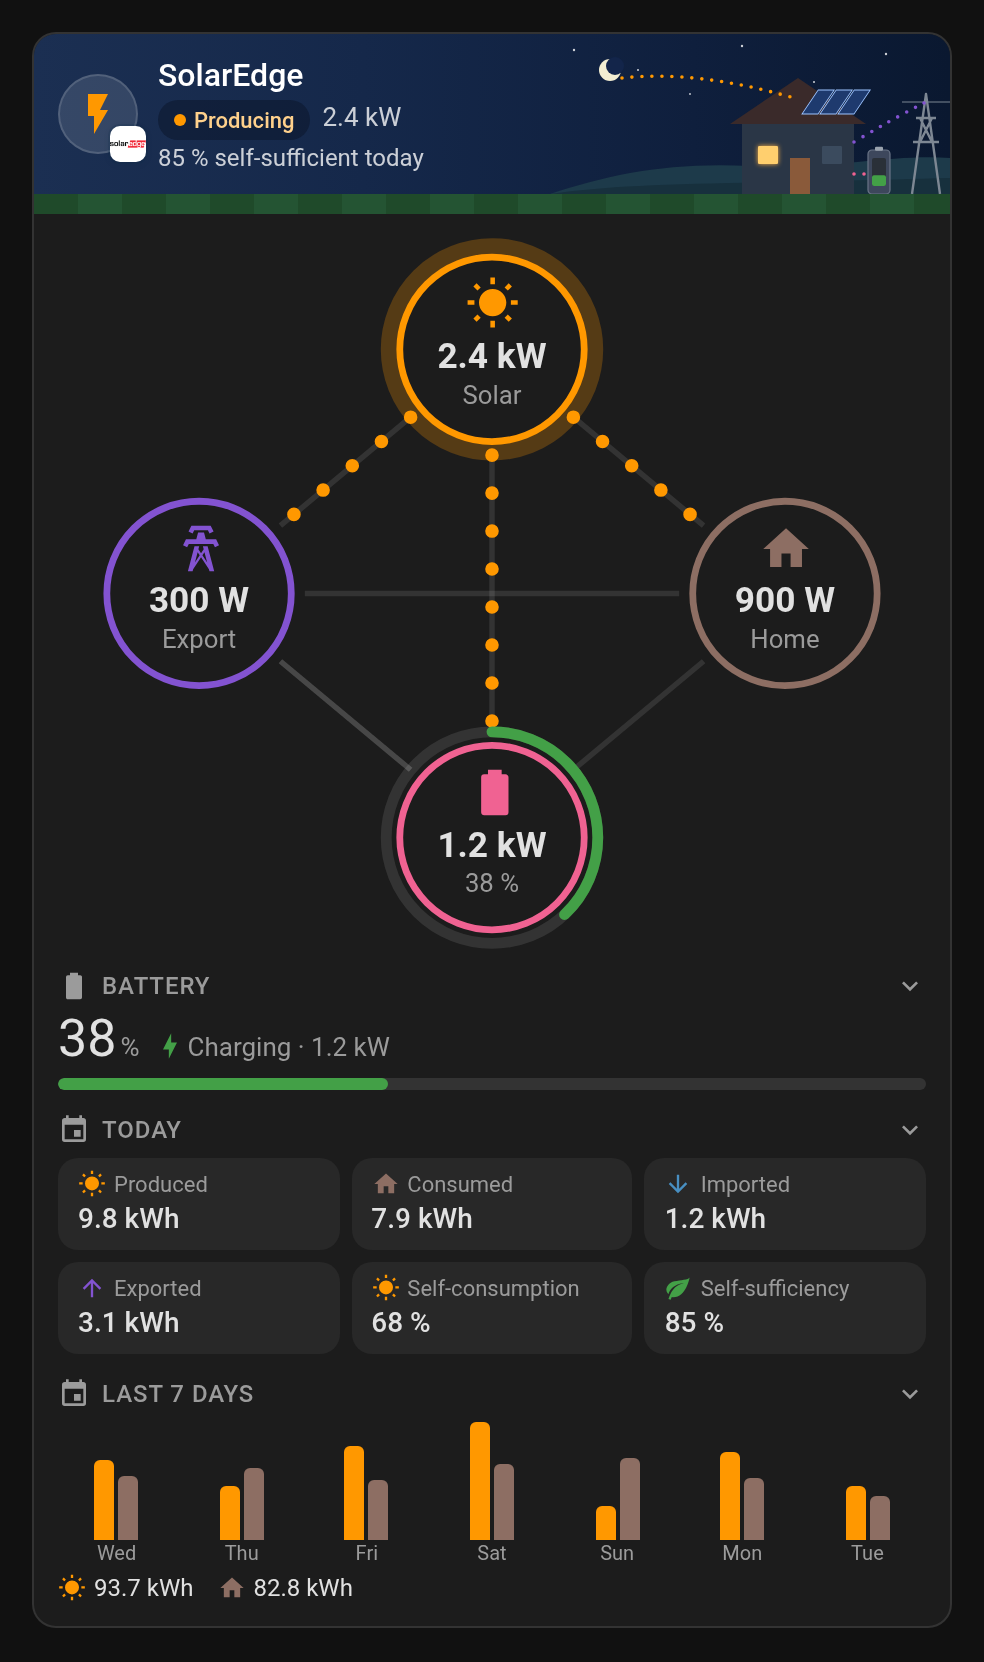 SolarEdge
solaredge
Producing 2.4 kW
85 % self-sufficient today
2.4 kW
Solar
300 W
Export
900 W
Home
1.2 kW
38 %
BATTERY
38 % Charging · 1.2 kW
TODAY
Produced
9.8 kWh
Consumed
7.9 kWh
Imported
1.2 kWh
Exported
3.1 kWh
Self-consumption
68 %
Self-sufficiency
85 %
LAST 7 DAYS
Wed Thu Fri Sat Sun Mon Tue
93.7 kWh 82.8 kWh